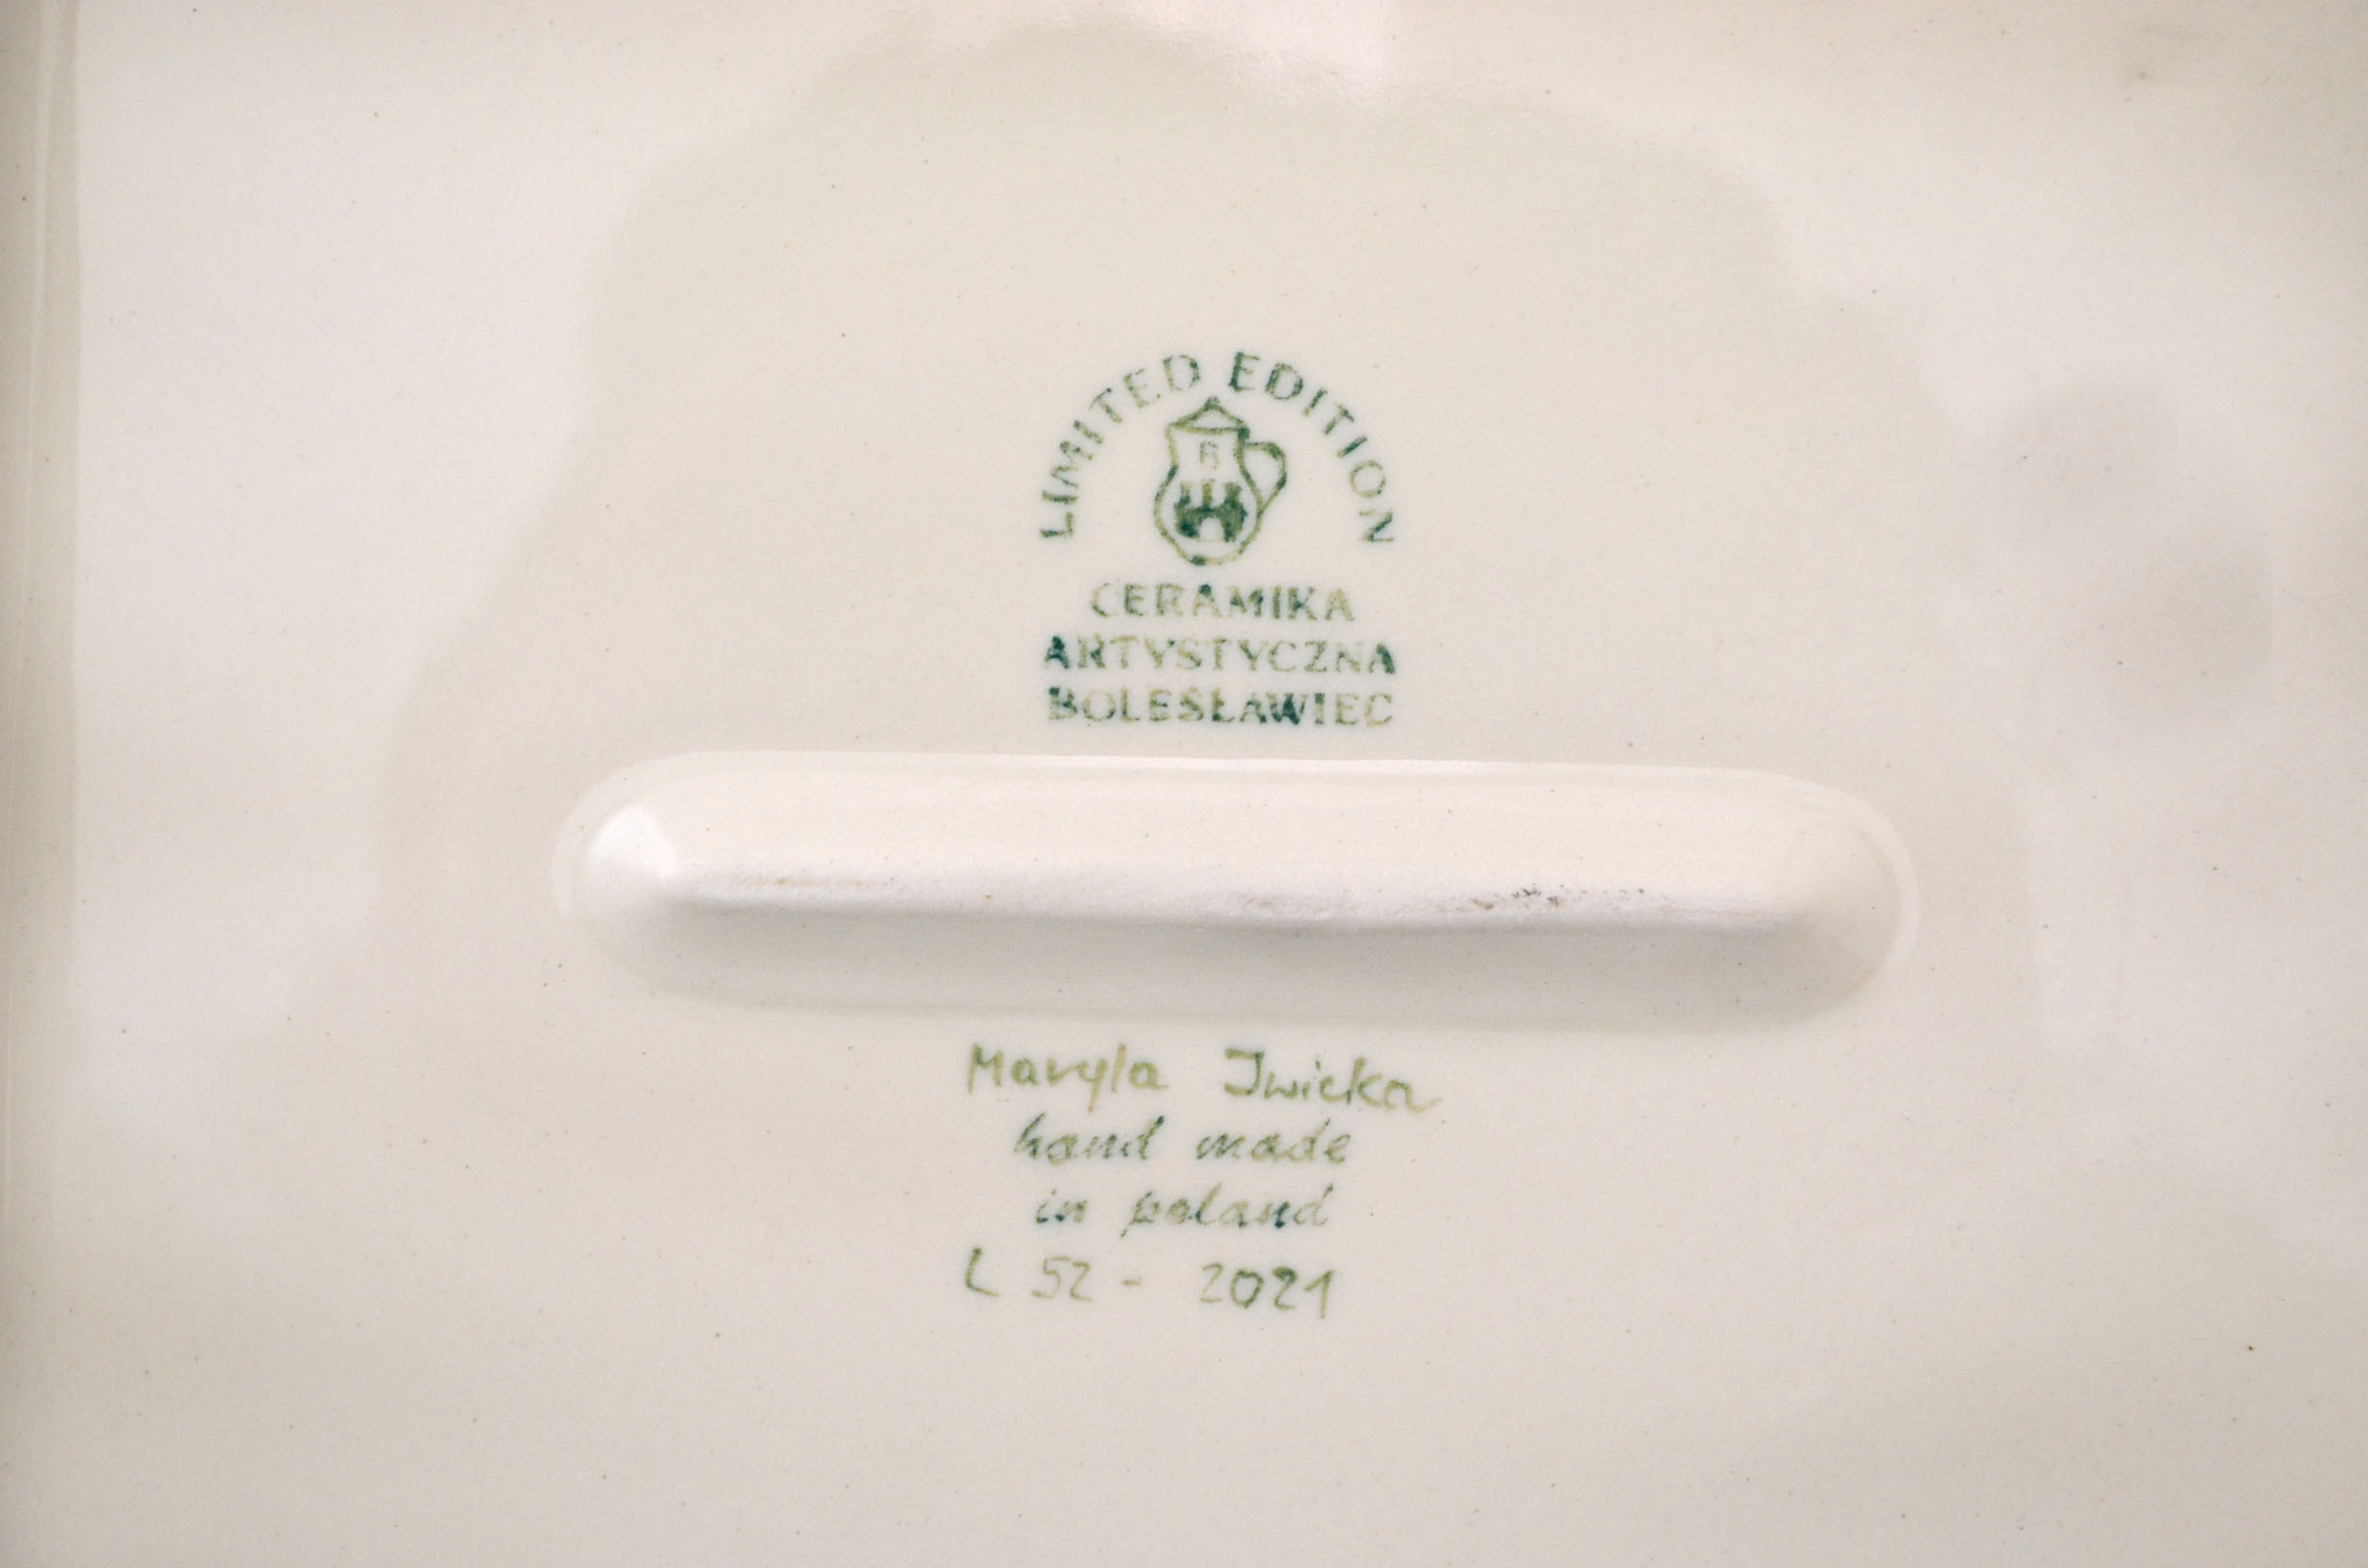 LIMITED EDITION
B
CERAMIKA
ARTYSTYCZNA
BOLESŁAWIEC
Maryla Iwicka
hand made
in poland
L 52 - 2021